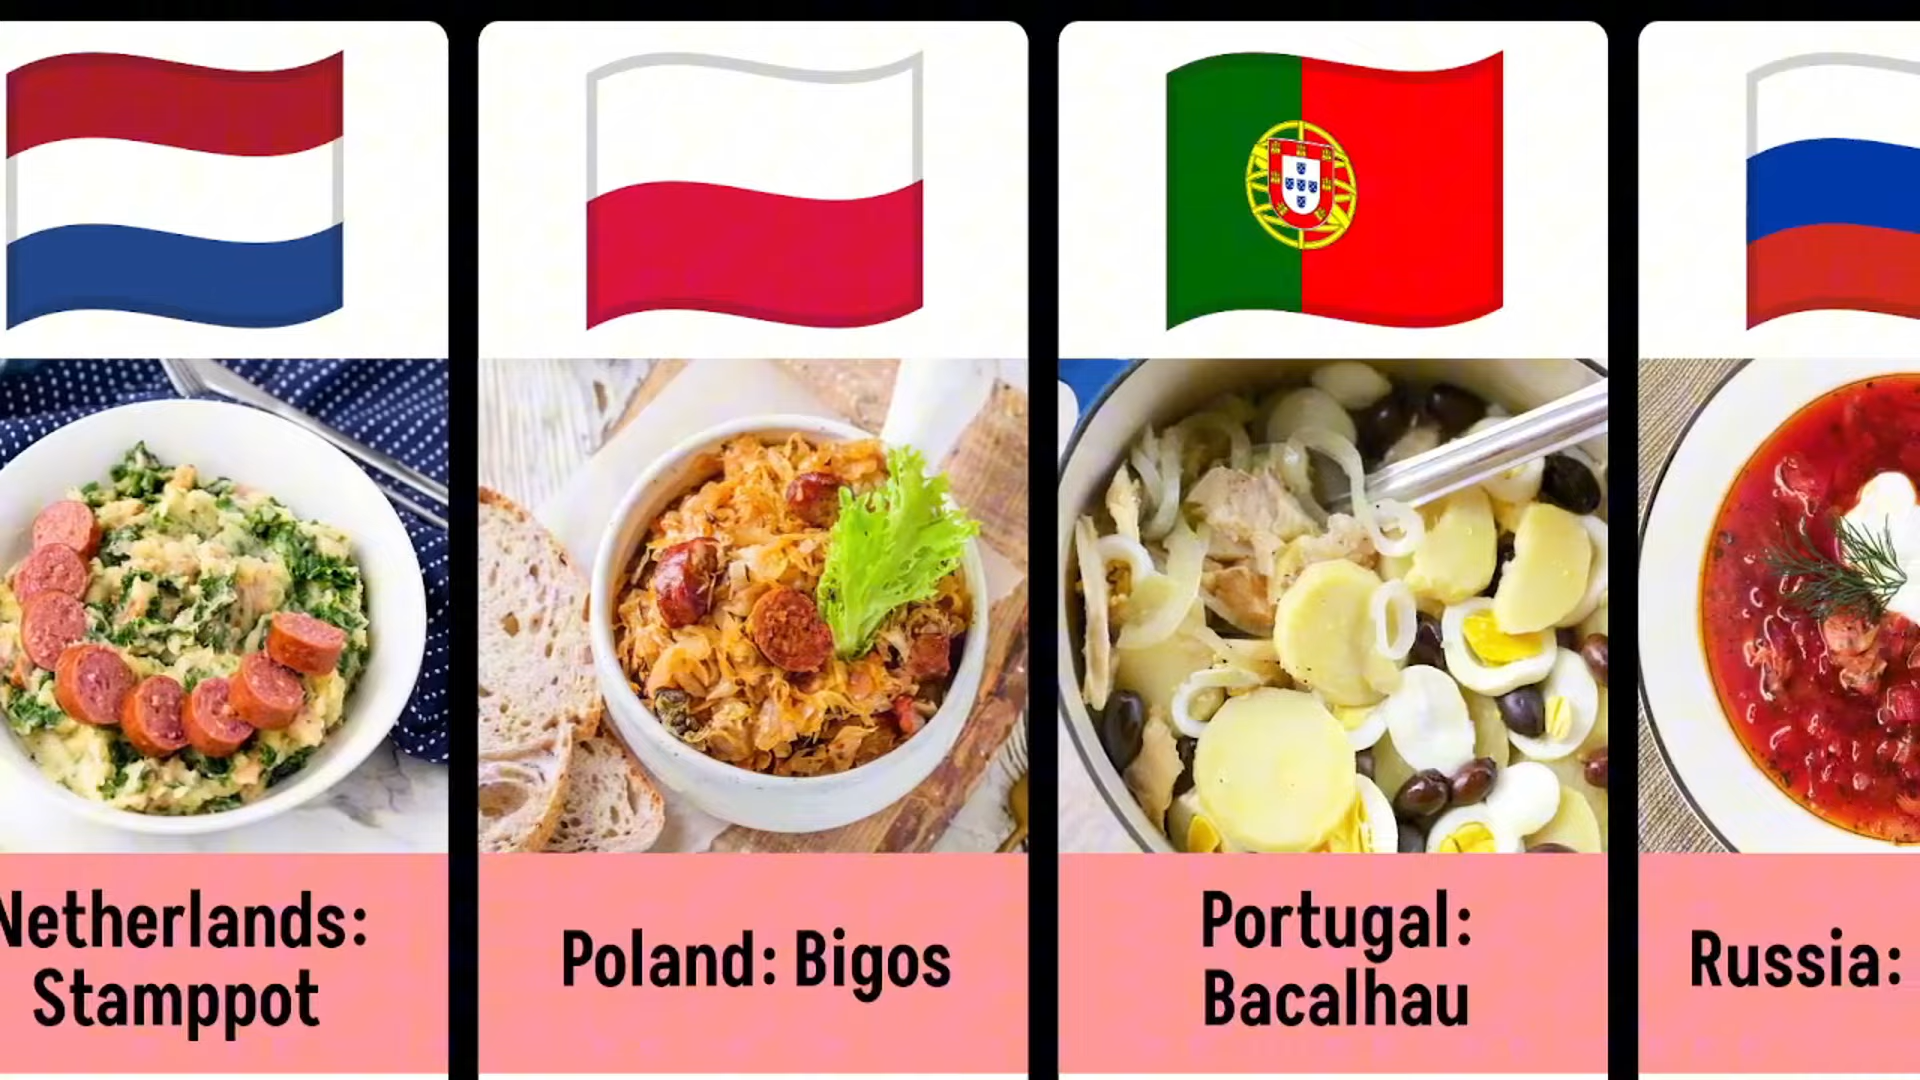 Netherlands:
Stamppot
Poland: Bigos
Portugal:
Bacalhau
Russia: